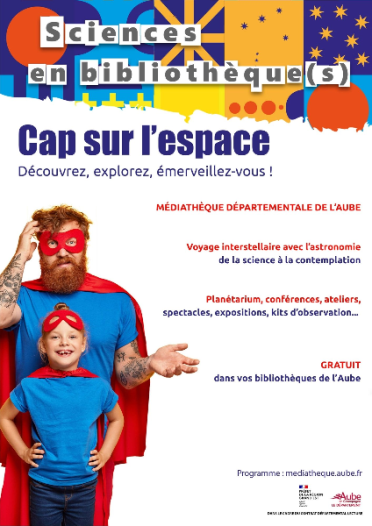 Sciences
en bibliothèque(s)
Cap sur l'espace
Découvrez, explorez, émerveillez-vous !
MÉDIATHÈQUE DÉPARTEMENTALE DE L'AUBE
Voyage interstellaire avec l'astronomie
de la science à la contemplation
Planétarium, conférences, ateliers,
spectacles, expositions, kits d'observation...
GRATUIT
dans vos bibliothèques de l'Aube
Programme : mediatheque.aube.fr
Aube
LE DÉPARTEMENT